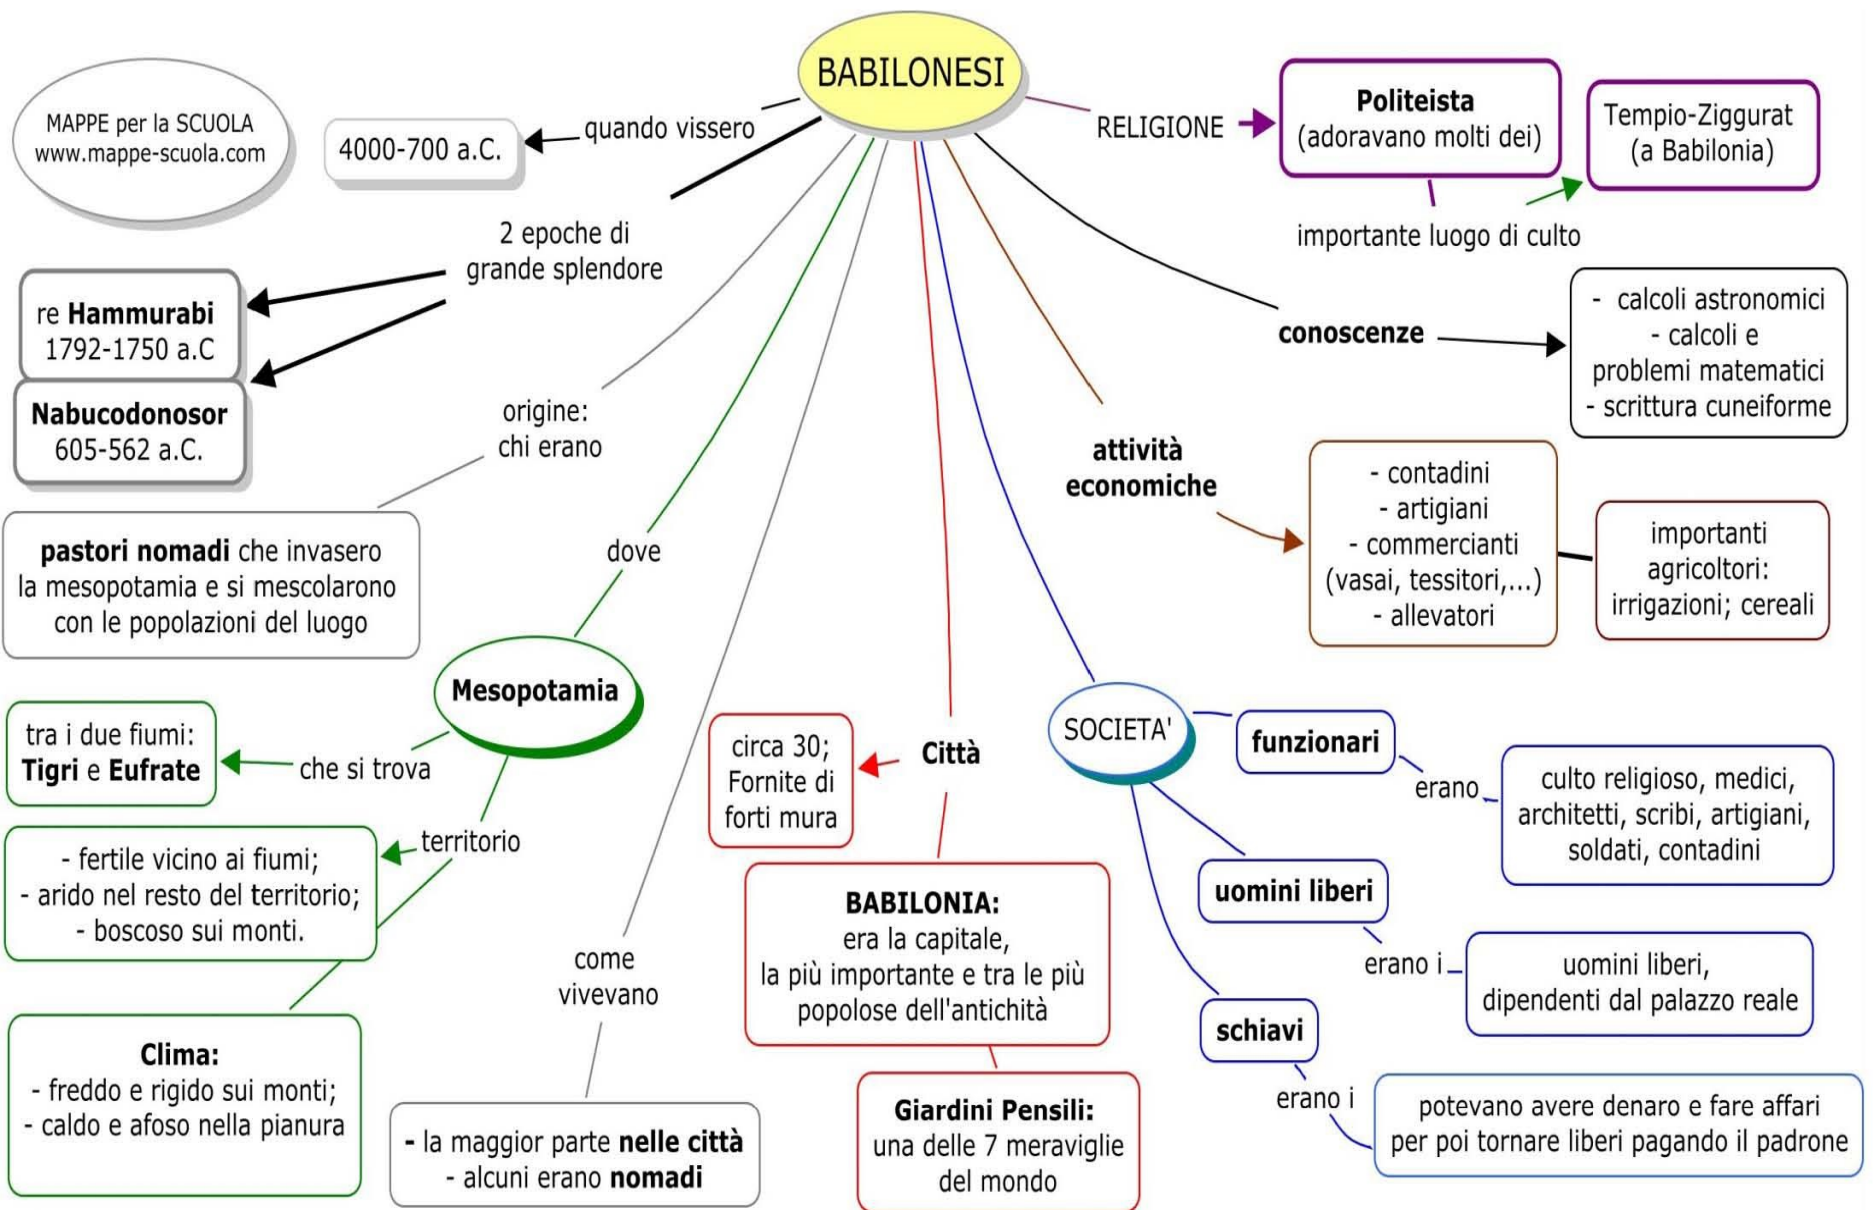 BABILONESI
MAPPE per la SCUOLA
www.mappe-scuola.com
quando vissero
4000-700 a.C.
2 epoche di
grande splendore
re Hammurabi
1792-1750 a.C
Nabucodonosor
605-562 a.C.
origine:
chi erano
pastori nomadi che invasero
la mesopotamia e si mescolarono
con le popolazioni del luogo
dove
Mesopotamia
che si trova
tra i due fiumi:
Tigri e Eufrate
territorio
- fertile vicino ai fiumi;
- arido nel resto del territorio;
- boscoso sui monti.
Clima:
- freddo e rigido sui monti;
- caldo e afoso nella pianura
come
vivevano
- la maggior parte nelle città
- alcuni erano nomadi
Città
circa 30;
Fornite di
forti mura
BABILONIA:
era la capitale,
la più importante e tra le più
popolose dell'antichità
Giardini Pensili:
una delle 7 meraviglie
del mondo
SOCIETA'
funzionari
erano
culto religioso, medici,
architetti, scribi, artigiani,
soldati, contadini
uomini liberi
erano i
uomini liberi,
dipendenti dal palazzo reale
schiavi
erano i
potevano avere denaro e fare affari
per poi tornare liberi pagando il padrone
attività
economiche
- contadini
- artigiani
- commercianti
(vasai, tessitori,...)
- allevatori
importanti
agricoltori:
irrigazioni; cereali
conoscenze
- calcoli astronomici
- calcoli e
problemi matematici
- scrittura cuneiforme
RELIGIONE
Politeista
(adoravano molti dei)
importante luogo di culto
Tempio-Ziggurat
(a Babilonia)